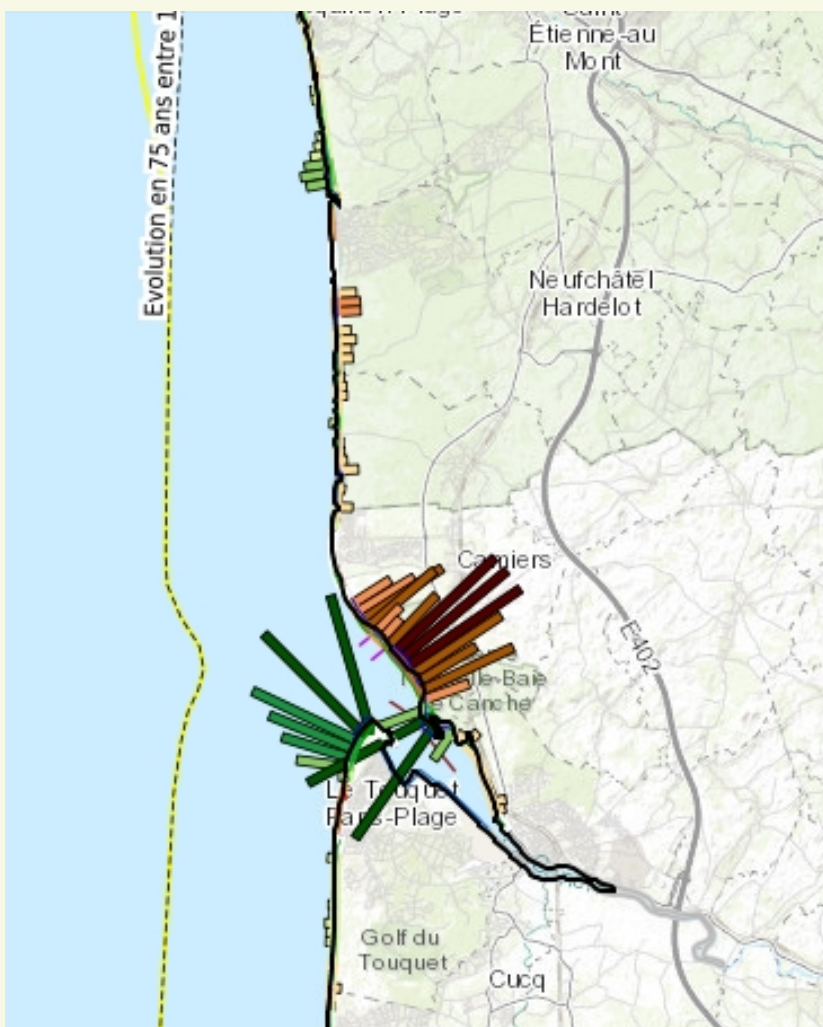 Étienne-au
Mont
Evolution en 75 ans entre 1
Neufchâtel
Hardelot
Camiers
E 402
Le Touquet
Paris-Plage
Golf du
Touquet
Cucq